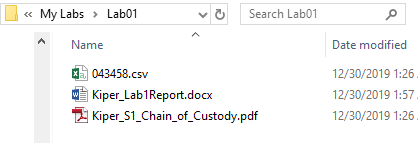 My Labs > Lab01
Search Lab01
Name Date modified
043458.csv 12/30/2019 1:26
Kiper_Lab1Report.docx 12/30/2019 1:57
Kiper_S1_Chain_of_Custody.pdf 12/30/2019 1:26